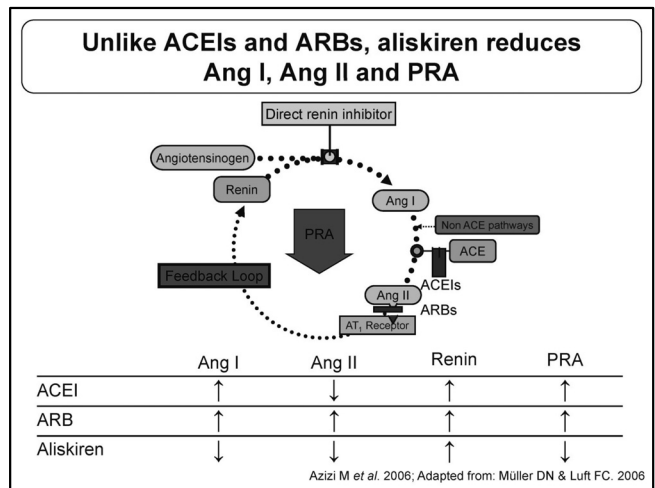 Unlike ACEIs and ARBs, aliskiren reduces
Ang I, Ang II and PRA
Direct renin inhibitor
Angiotensinogen
Renin
Ang I
Non ACE pathways
PRA
ACE
Feedback Loop
ACEIs
Ang II
ARBs
AT₁ Receptor
Ang I Ang II Renin PRA
ACEI ↑ ↓ ↑ ↑
ARB ↑ ↑ ↑ ↑
Aliskiren ↓ ↓ ↑ ↓
Azizi M et al. 2006; Adapted from: Müller DN & Luft FC. 2006